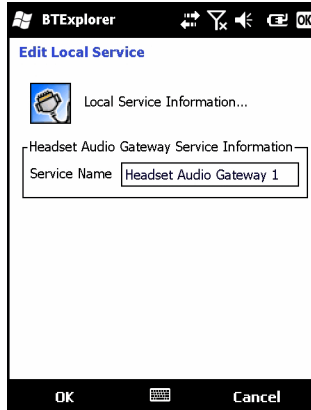 BTExplorer
OK
Edit Local Service
Local Service Information...
Headset Audio Gateway Service Information
Service Name Headset Audio Gateway 1
OK Cancel